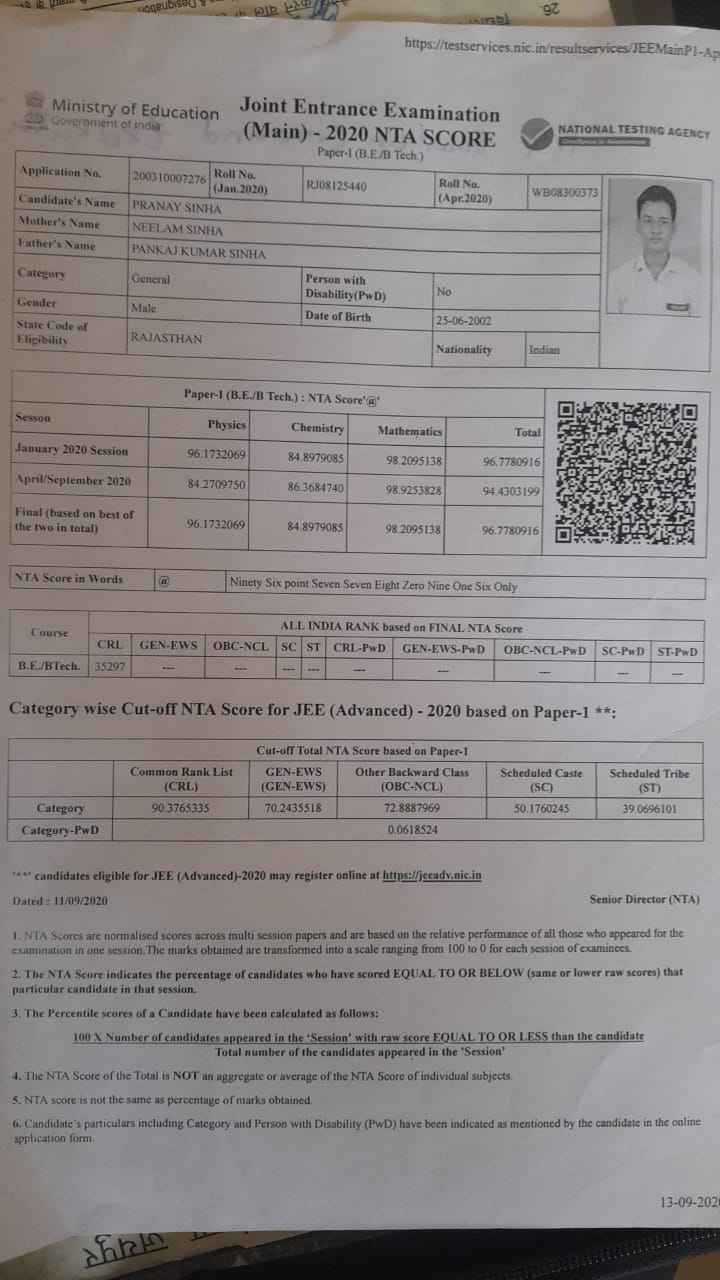 26.
https://testservices.nic.in/resultservices/JEEMainP1-Ap
Ministry of Education
Government of India
Joint Entrance Examination
(Main) - 2020 NTA SCORE
Paper-I (B.E./B Tech.)
NATIONAL TESTING AGENCY
Excellence in Assessment
Application No. 200310007276 Roll No. (Jan.2020) RJ08125440 Roll No. (Apr.2020) WB08300373
Candidate's Name PRANAY SINHA
Mother's Name NEELAM SINHA
Father's Name PANKAJ KUMAR SINHA
Category General Person with Disability(PwD) No
Gender Male Date of Birth 25-06-2002
State Code of Eligibility RAJASTHAN Nationality Indian
Paper-I (B.E./B Tech.) : NTA Score'@'
Sesson Physics Chemistry Mathematics Total
January 2020 Session 96.1732069 84.8979085 98.2095138 96.7780916
April/September 2020 84.2709750 86.3684740 98.9253828 94.4303199
Final (based on best of the two in total) 96.1732069 84.8979085 98.2095138 96.7780916
NTA Score in Words @ Ninety Six point Seven Seven Eight Zero Nine One Six Only
Course ALL INDIA RANK based on FINAL NTA Score
CRL GEN-EWS OBC-NCL SC ST CRL-PwD GEN-EWS-PwD OBC-NCL-PwD SC-PwD ST-PwD
B.E./BTech. 35297 --- --- --- --- --- --- --- --- ---
Category wise Cut-off NTA Score for JEE (Advanced) - 2020 based on Paper-1 **:
Cut-off Total NTA Score based on Paper-1
Common Rank List (CRL) GEN-EWS (GEN-EWS) Other Backward Class (OBC-NCL) Scheduled Caste (SC) Scheduled Tribe (ST)
Category 90.3765335 70.2435518 72.8887969 50.1760245 39.0696101
Category-PwD 0.0618524
'**' candidates eligible for JEE (Advanced)-2020 may register online at https://jeeadv.nic.in
Dated : 11/09/2020 Senior Director (NTA)
1. NTA Scores are normalised scores across multi session papers and are based on the relative performance of all those who appeared for the
examination in one session.The marks obtained are transformed into a scale ranging from 100 to 0 for each session of examinees.
2. The NTA Score indicates the percentage of candidates who have scored EQUAL TO OR BELOW (same or lower raw scores) that
particular candidate in that session.
3. The Percentile scores of a Candidate have been calculated as follows:
100 X Number of candidates appeared in the 'Session' with raw score EQUAL TO OR LESS than the candidate
Total number of the candidates appeared in the 'Session'
4. The NTA Score of the Total is NOT an aggregate or average of the NTA Score of individual subjects.
5. NTA score is not the same as percentage of marks obtained.
6. Candidate's particulars including Category and Person with Disability (PwD) have been indicated as mentioned by the candidate in the online
application form.
13-09-2020